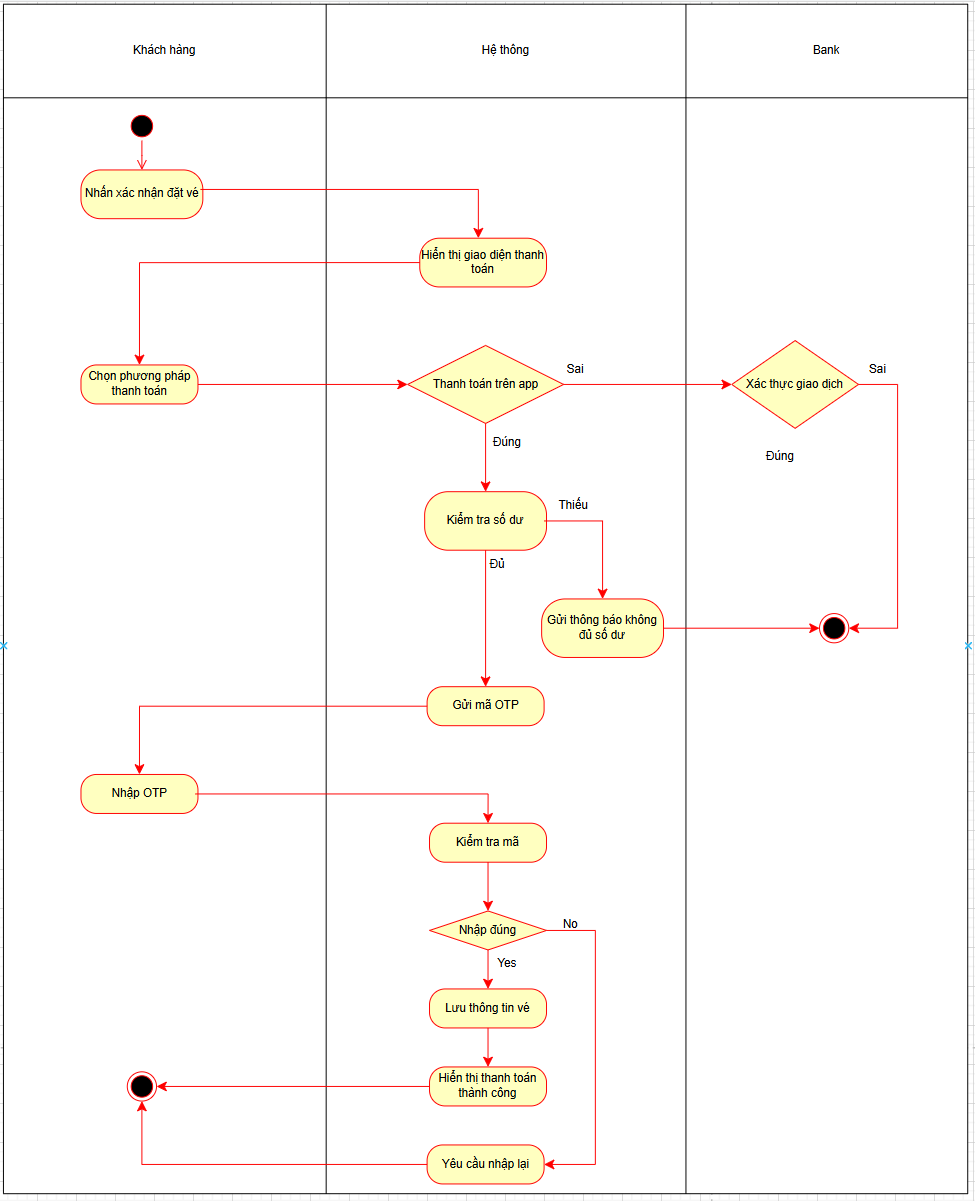 Khách hàng
Hệ thống
Bank
Nhấn xác nhận đặt vé
Hiển thị giao diện thanh
toán
Chọn phương pháp
thanh toán
Thanh toán trên app
Sai
Xác thực giao dịch
Sai
Đúng
Đúng
Kiểm tra số dư
Thiếu
Đủ
Gửi thông báo không
đủ số dư
Gửi mã OTP
Nhập OTP
Kiểm tra mã
Nhập đúng
No
Yes
Lưu thông tin vé
Hiển thị thanh toán
thành công
Yêu cầu nhập lại